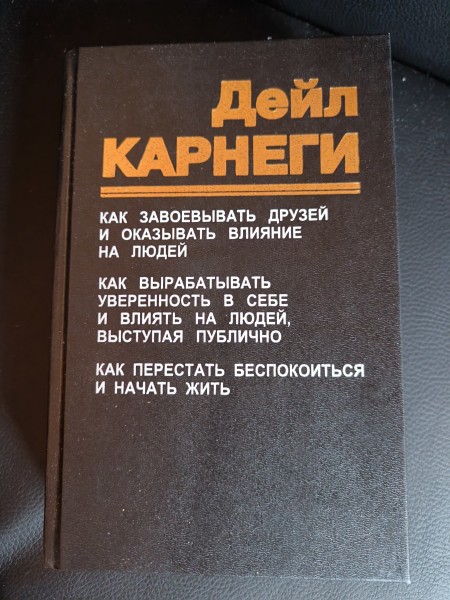 Дейл
КАРНЕГИ
КАК ЗАВОЕВЫВАТЬ ДРУЗЕЙ
И ОКАЗЫВАТЬ ВЛИЯНИЕ
НА ЛЮДЕЙ
КАК ВЫРАБАТЫВАТЬ
УВЕРЕННОСТЬ В СЕБЕ
И ВЛИЯТЬ НА ЛЮДЕЙ,
ВЫСТУПАЯ ПУБЛИЧНО
КАК ПЕРЕСТАТЬ БЕСПОКОИТЬСЯ
И НАЧАТЬ ЖИТЬ